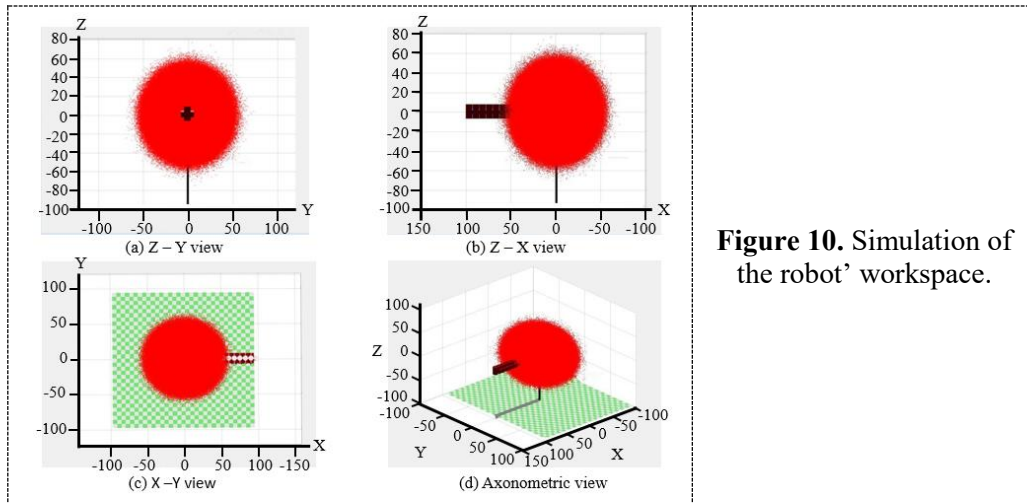 Z
80
60
40
20
0
-20
-40
-60
-80
-100
-100 -50 0 50 100
Y
(a) Z – Y view
Z
80
60
40
20
0
-20
-40
-60
-80
-100
150 100 50 0 -50 -100
X
(b) Z – X view
Y
100
50
0
-50
-100
-100 -50 0 50 100 -150
X
(c) X –Y view
100
50
Z 0
-50
-100
-100
-50
0
50
100
Y
150
100
50
0
-50
-100
X
(d) Axonometric view
Figure 10. Simulation of
the robot’ workspace.